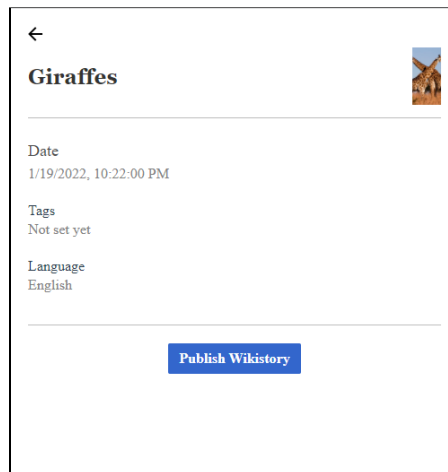 Giraffes
Date
1/19/2022, 10:22:00 PM
Tags
Not set yet
Language
English
Publish Wikistory